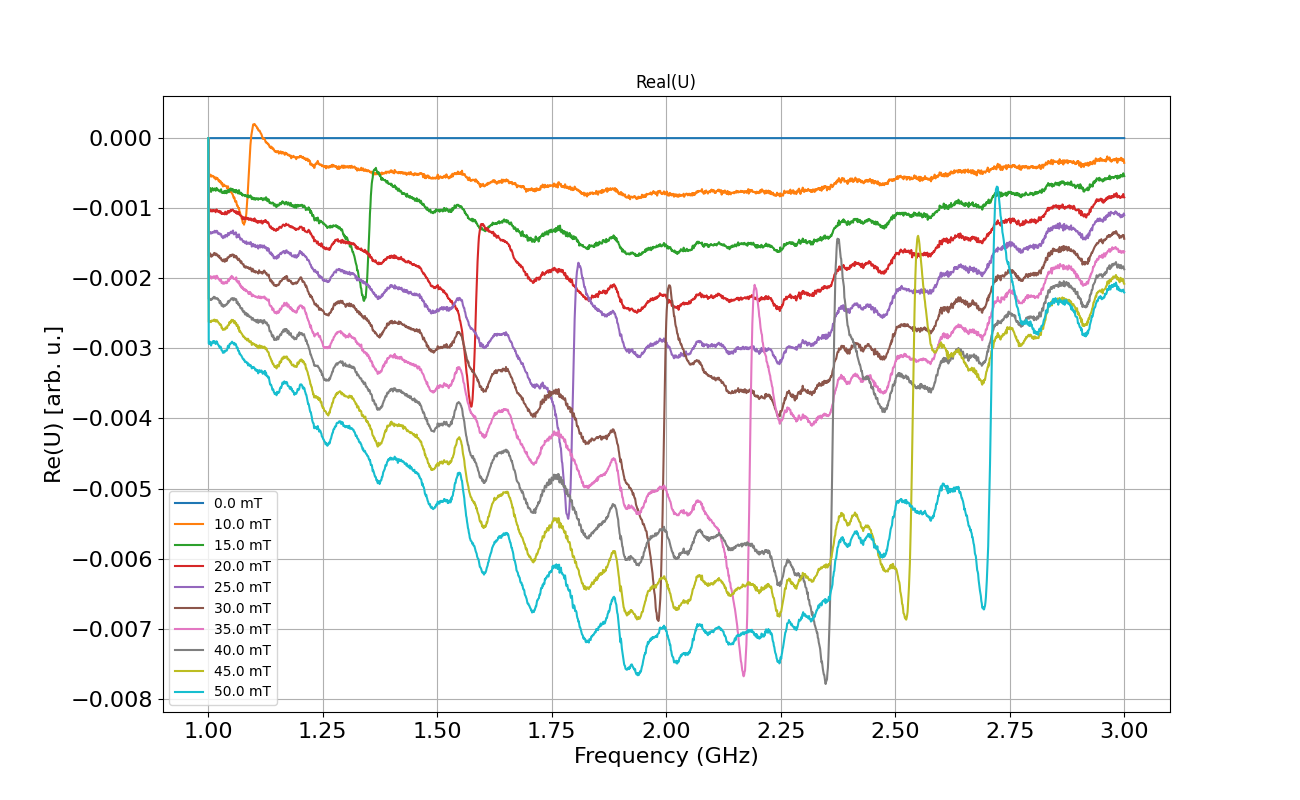 Real(U)
0.000
−0.001
−0.002
−0.003
−0.004
−0.005
−0.006
−0.007
−0.008
Re(U) [arb. u.]
0.0 mT
10.0 mT
15.0 mT
20.0 mT
25.0 mT
30.0 mT
35.0 mT
40.0 mT
45.0 mT
50.0 mT
1.00 1.25 1.50 1.75 2.00 2.25 2.50 2.75 3.00
Frequency (GHz)